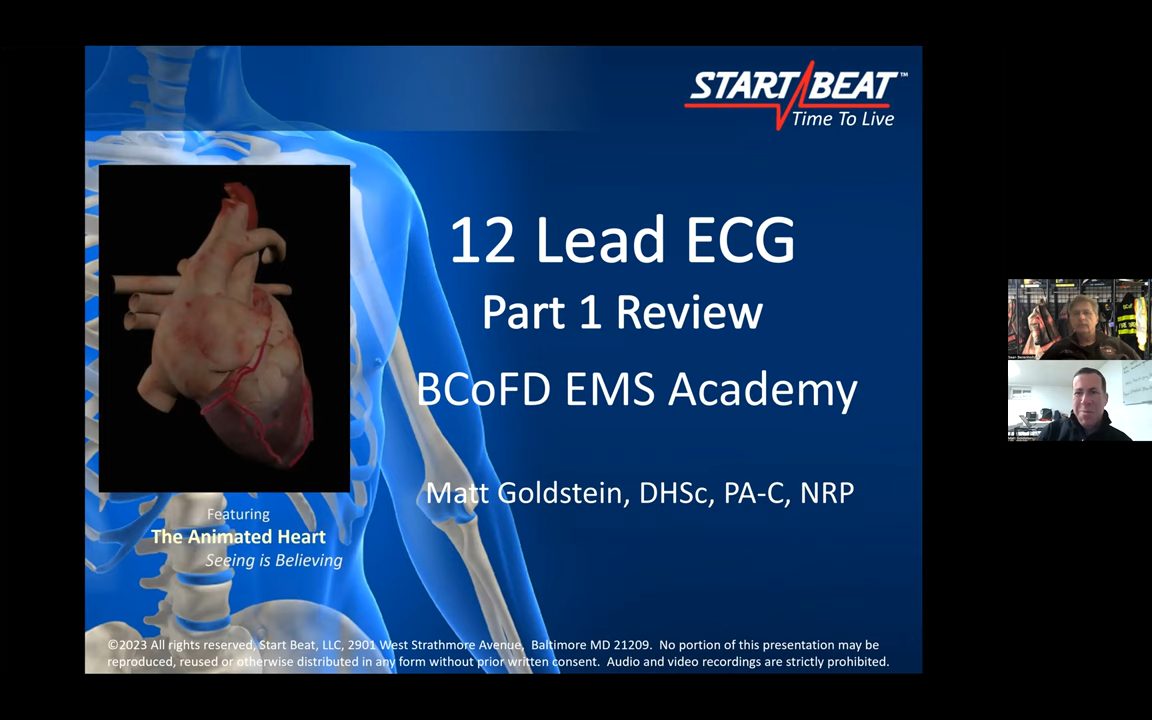 START BEAT™
Time To Live
12 Lead ECG
Part 1 Review
BCoFD EMS Academy
Matt Goldstein, DHSc, PA-C, NRP
Featuring
The Animated Heart
Seeing is Believing
©2023 All rights reserved, Start Beat, LLC, 2901 West Strathmore Avenue, Baltimore MD 21209. No portion of this presentation may be
reproduced, reused or otherwise distributed in any form without prior written consent. Audio and video recordings are strictly prohibited.